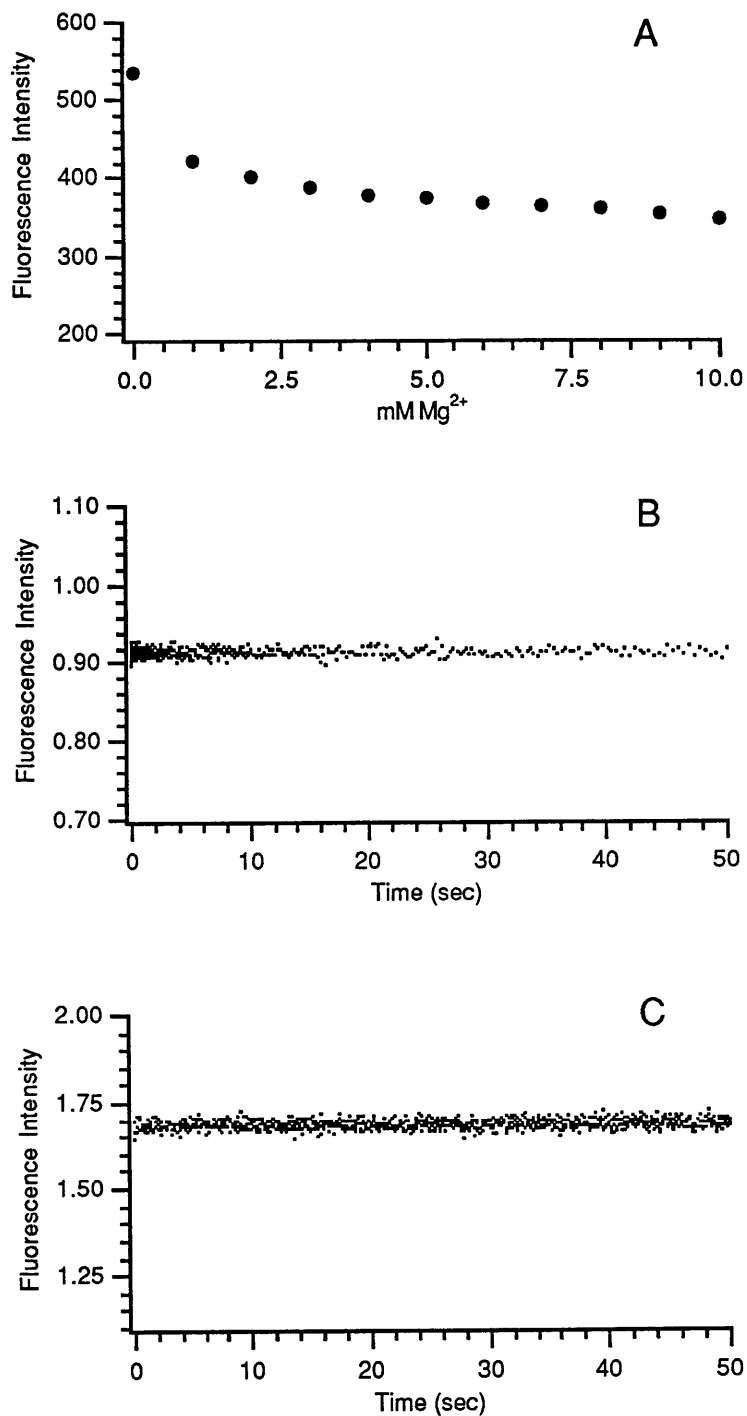 A
Fluorescence Intensity
600
500
400
300
200
0.0 2.5 5.0 7.5 10.0
mM Mg²⁺
B
Fluorescence Intensity
1.10
1.00
0.90
0.80
0.70
0 10 20 30 40 50
Time (sec)
C
Fluorescence Intensity
2.00
1.75
1.50
1.25
0 10 20 30 40 50
Time (sec)